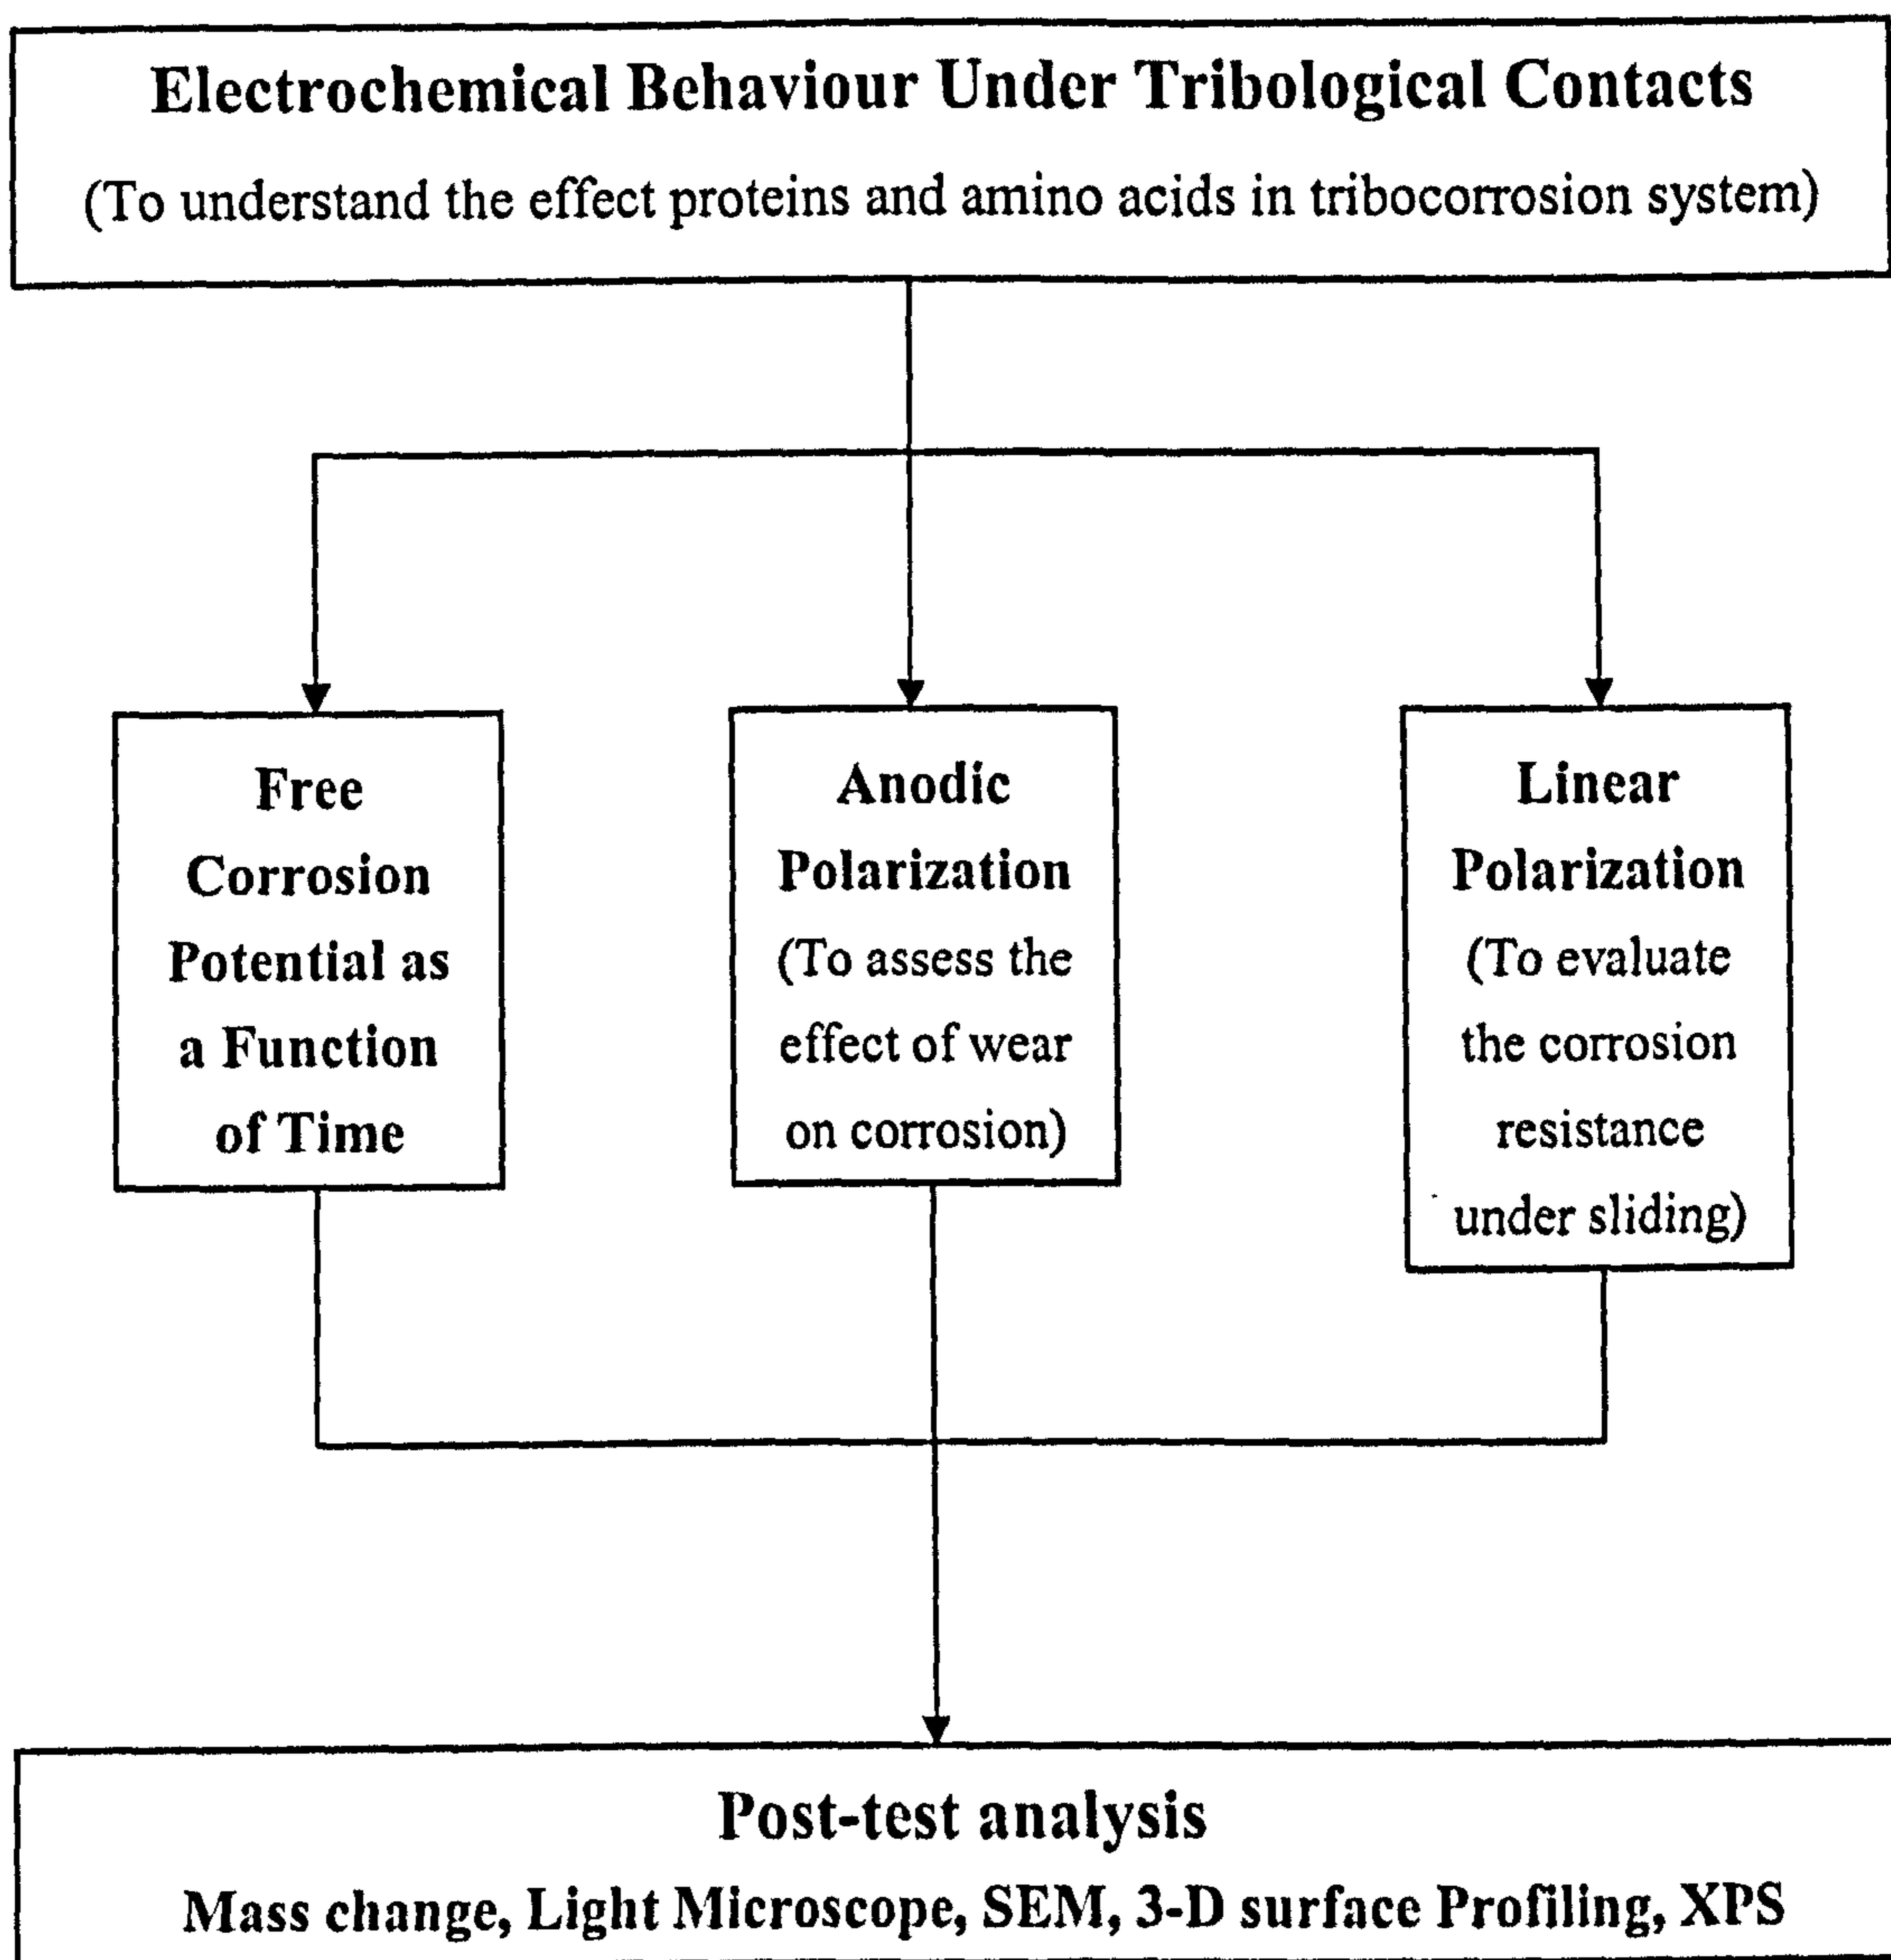 Electrochemical Behaviour Under Tribological Contacts
(To understand the effect proteins and amino acids in tribocorrosion system)
Free
Corrosion
Potential as
a Function
of Time
Anodic
Polarization
(To assess the
effect of wear
on corrosion)
Linear
Polarization
(To evaluate
the corrosion
resistance
under sliding)
Post-test analysis
Mass change, Light Microscope, SEM, 3-D surface Profiling, XPS